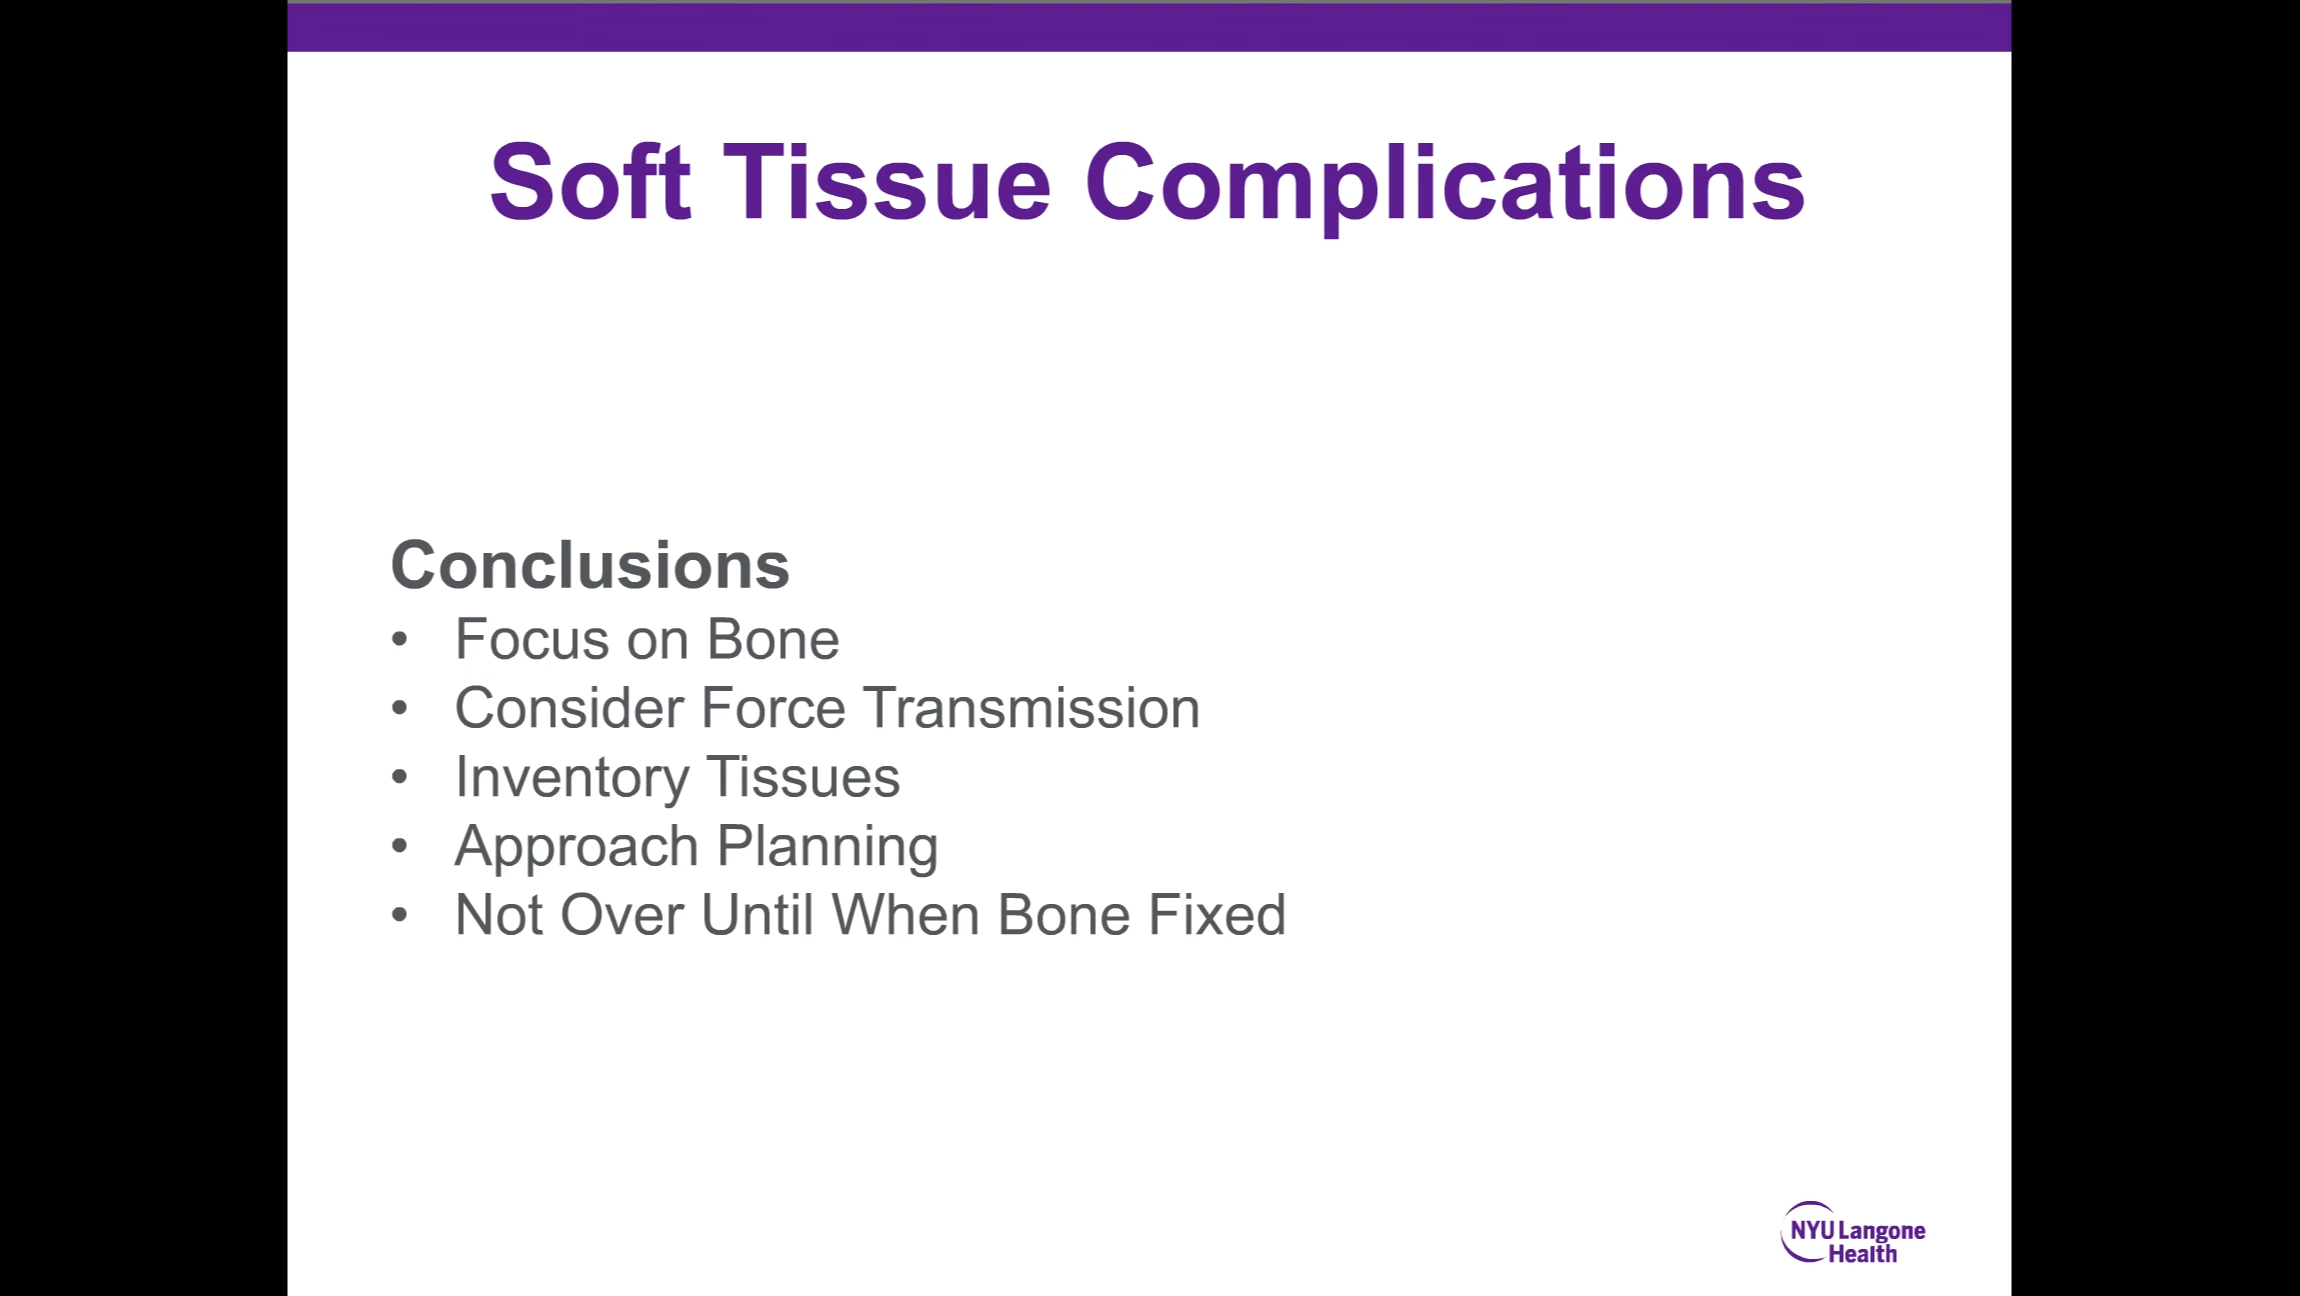 Soft Tissue Complications
Conclusions
• Focus on Bone
• Consider Force Transmission
• Inventory Tissues
• Approach Planning
• Not Over Until When Bone Fixed
NYU Langone
Health